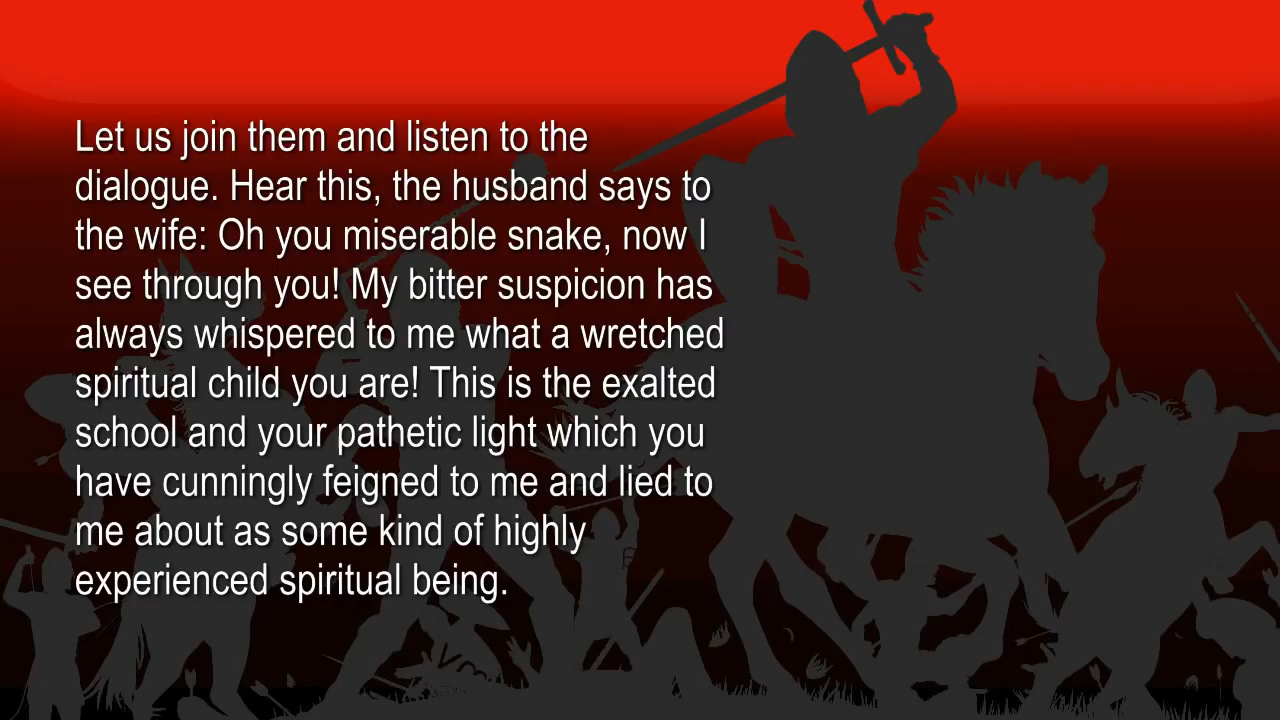 Let us join them and listen to the
dialogue. Hear this, the husband says to
the wife: Oh you miserable snake, now I
see through you! My bitter suspicion has
always whispered to me what a wretched
spiritual child you are! This is the exalted
school and your pathetic light which you
have cunningly feigned to me and lied to
me about as some kind of highly
experienced spiritual being.